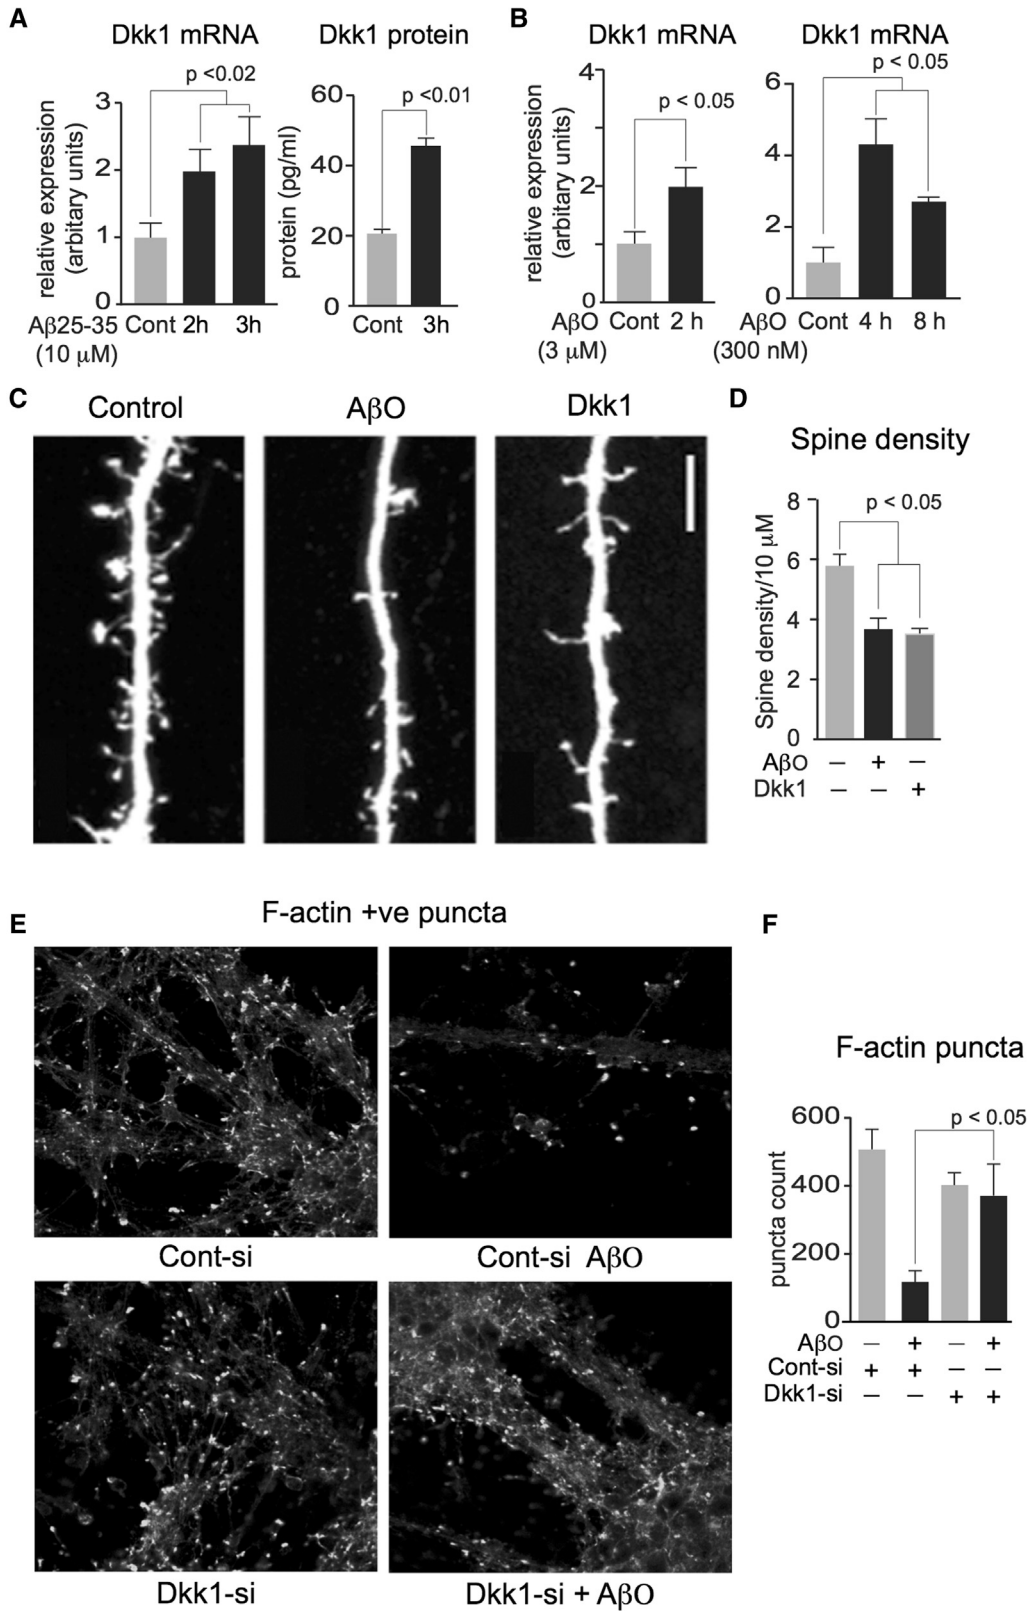 A
Dkk1 mRNA
p <0.02
relative expression
(arbitary units)
3
2
1
0
Aβ25-35 Cont 2h 3h
(10 μM)
Dkk1 protein
p <0.01
protein (pg/ml)
60
40
20
0
Cont 3h
B
Dkk1 mRNA
p < 0.05
relative expression
(arbitary units)
4
2
0
AβO Cont 2 h
(3 μM)
Dkk1 mRNA
p < 0.05
6
4
2
0
AβO Cont 4 h 8 h
(300 nM)
C
Control
AβO
Dkk1
D
Spine density
p < 0.05
Spine density/10 μM
8
6
4
2
0
AβO – + –
Dkk1 – – +
E
F-actin +ve puncta
Cont-si
Cont-si AβO
Dkk1-si
Dkk1-si + AβO
F
F-actin puncta
p < 0.05
puncta count
600
400
200
0
AβO – + – +
Cont-si + + – –
Dkk1-si – – + +